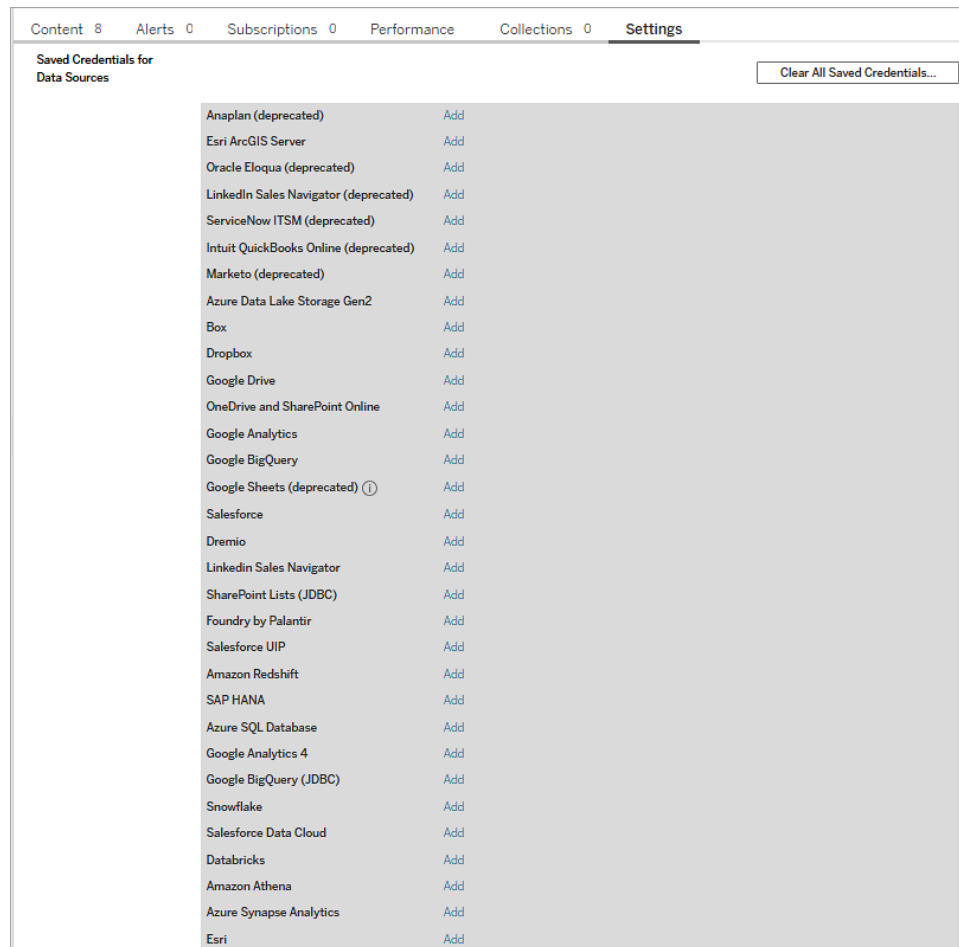 Content 8 Alerts 0 Subscriptions 0 Performance Collections 0 Settings
Saved Credentials for
Data Sources
Clear All Saved Credentials...
Anaplan (deprecated) Add
Esri ArcGIS Server Add
Oracle Eloqua (deprecated) Add
LinkedIn Sales Navigator (deprecated) Add
ServiceNow ITSM (deprecated) Add
Intuit QuickBooks Online (deprecated) Add
Marketo (deprecated) Add
Azure Data Lake Storage Gen2 Add
Box Add
Dropbox Add
Google Drive Add
OneDrive and SharePoint Online Add
Google Analytics Add
Google BigQuery Add
Google Sheets (deprecated) i Add
Salesforce Add
Dremio Add
Linkedin Sales Navigator Add
SharePoint Lists (JDBC) Add
Foundry by Palantir Add
Salesforce UIP Add
Amazon Redshift Add
SAP HANA Add
Azure SQL Database Add
Google Analytics 4 Add
Google BigQuery (JDBC) Add
Snowflake Add
Salesforce Data Cloud Add
Databricks Add
Amazon Athena Add
Azure Synapse Analytics Add
Esri Add